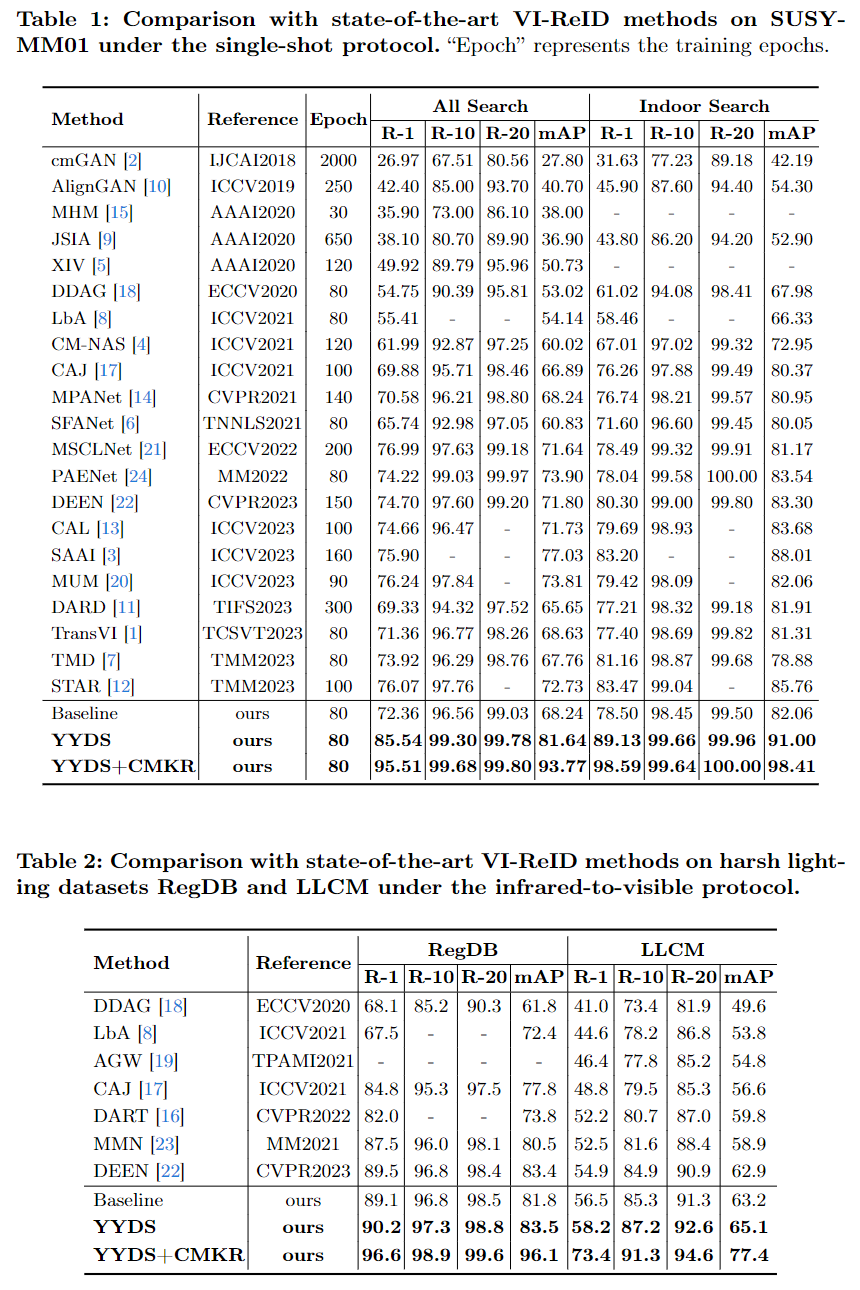 Table 1: Comparison with state-of-the-art VI-ReID methods on SUSY-
MM01 under the single-shot protocol. “Epoch” represents the training epochs.
Method Reference Epoch All Search Indoor Search
R-1 R-10 R-20 mAP R-1 R-10 R-20 mAP
cmGAN [2] IJCAI2018 2000 26.97 67.51 80.56 27.80 31.63 77.23 89.18 42.19
AlignGAN [10] ICCV2019 250 42.40 85.00 93.70 40.70 45.90 87.60 94.40 54.30
MHM [15] AAAI2020 30 35.90 73.00 86.10 38.00 - - - -
JSIA [9] AAAI2020 650 38.10 80.70 89.90 36.90 43.80 86.20 94.20 52.90
XIV [5] AAAI2020 120 49.92 89.79 95.96 50.73 - - - -
DDAG [18] ECCV2020 80 54.75 90.39 95.81 53.02 61.02 94.08 98.41 67.98
LbA [8] ICCV2021 80 55.41 - - 54.14 58.46 - - 66.33
CM-NAS [4] ICCV2021 120 61.99 92.87 97.25 60.02 67.01 97.02 99.32 72.95
CAJ [17] ICCV2021 100 69.88 95.71 98.46 66.89 76.26 97.88 99.49 80.37
MPANet [14] CVPR2021 140 70.58 96.21 98.80 68.24 76.74 98.21 99.57 80.95
SFANet [6] TNNLS2021 80 65.74 92.98 97.05 60.83 71.60 96.60 99.45 80.05
MSCLNet [21] ECCV2022 200 76.99 97.63 99.18 71.64 78.49 99.32 99.91 81.17
PAENet [24] MM2022 80 74.22 99.03 99.97 73.90 78.04 99.58 100.00 83.54
DEEN [22] CVPR2023 150 74.70 97.60 99.20 71.80 80.30 99.00 99.80 83.30
CAL [13] ICCV2023 100 74.66 96.47 - 71.73 79.69 98.93 - 83.68
SAAI [3] ICCV2023 160 75.90 - - 77.03 83.20 - - 88.01
MUM [20] ICCV2023 90 76.24 97.84 - 73.81 79.42 98.09 - 82.06
DARD [11] TIFS2023 300 69.33 94.32 97.52 65.65 77.21 98.32 99.18 81.91
TransVI [1] TCSVT2023 80 71.36 96.77 98.26 68.63 77.40 98.69 99.82 81.31
TMD [7] TMM2023 80 73.92 96.29 98.76 67.76 81.16 98.87 99.68 78.88
STAR [12] TMM2023 100 76.07 97.76 - 72.73 83.47 99.04 - 85.76
Baseline ours 80 72.36 96.56 99.03 68.24 78.50 98.45 99.50 82.06
YYDS ours 80 85.54 99.30 99.78 81.64 89.13 99.66 99.96 91.00
YYDS+CMKR ours 80 95.51 99.68 99.80 93.77 98.59 99.64 100.00 98.41
Table 2: Comparison with state-of-the-art VI-ReID methods on harsh light-
ing datasets RegDB and LLCM under the infrared-to-visible protocol.
Method Reference RegDB LLCM
R-1 R-10 R-20 mAP R-1 R-10 R-20 mAP
DDAG [18] ECCV2020 68.1 85.2 90.3 61.8 41.0 73.4 81.9 49.6
LbA [8] ICCV2021 67.5 - - 72.4 44.6 78.2 86.8 53.8
AGW [19] TPAMI2021 - - - - 46.4 77.8 85.2 54.8
CAJ [17] ICCV2021 84.8 95.3 97.5 77.8 48.8 79.5 85.3 56.6
DART [16] CVPR2022 82.0 - - 73.8 52.2 80.7 87.0 59.8
MMN [23] MM2021 87.5 96.0 98.1 80.5 52.5 81.6 88.4 58.9
DEEN [22] CVPR2023 89.5 96.8 98.4 83.4 54.9 84.9 90.9 62.9
Baseline ours 89.1 96.8 98.5 81.8 56.5 85.3 91.3 63.2
YYDS ours 90.2 97.3 98.8 83.5 58.2 87.2 92.6 65.1
YYDS+CMKR ours 96.6 98.9 99.6 96.1 73.4 91.3 94.6 77.4